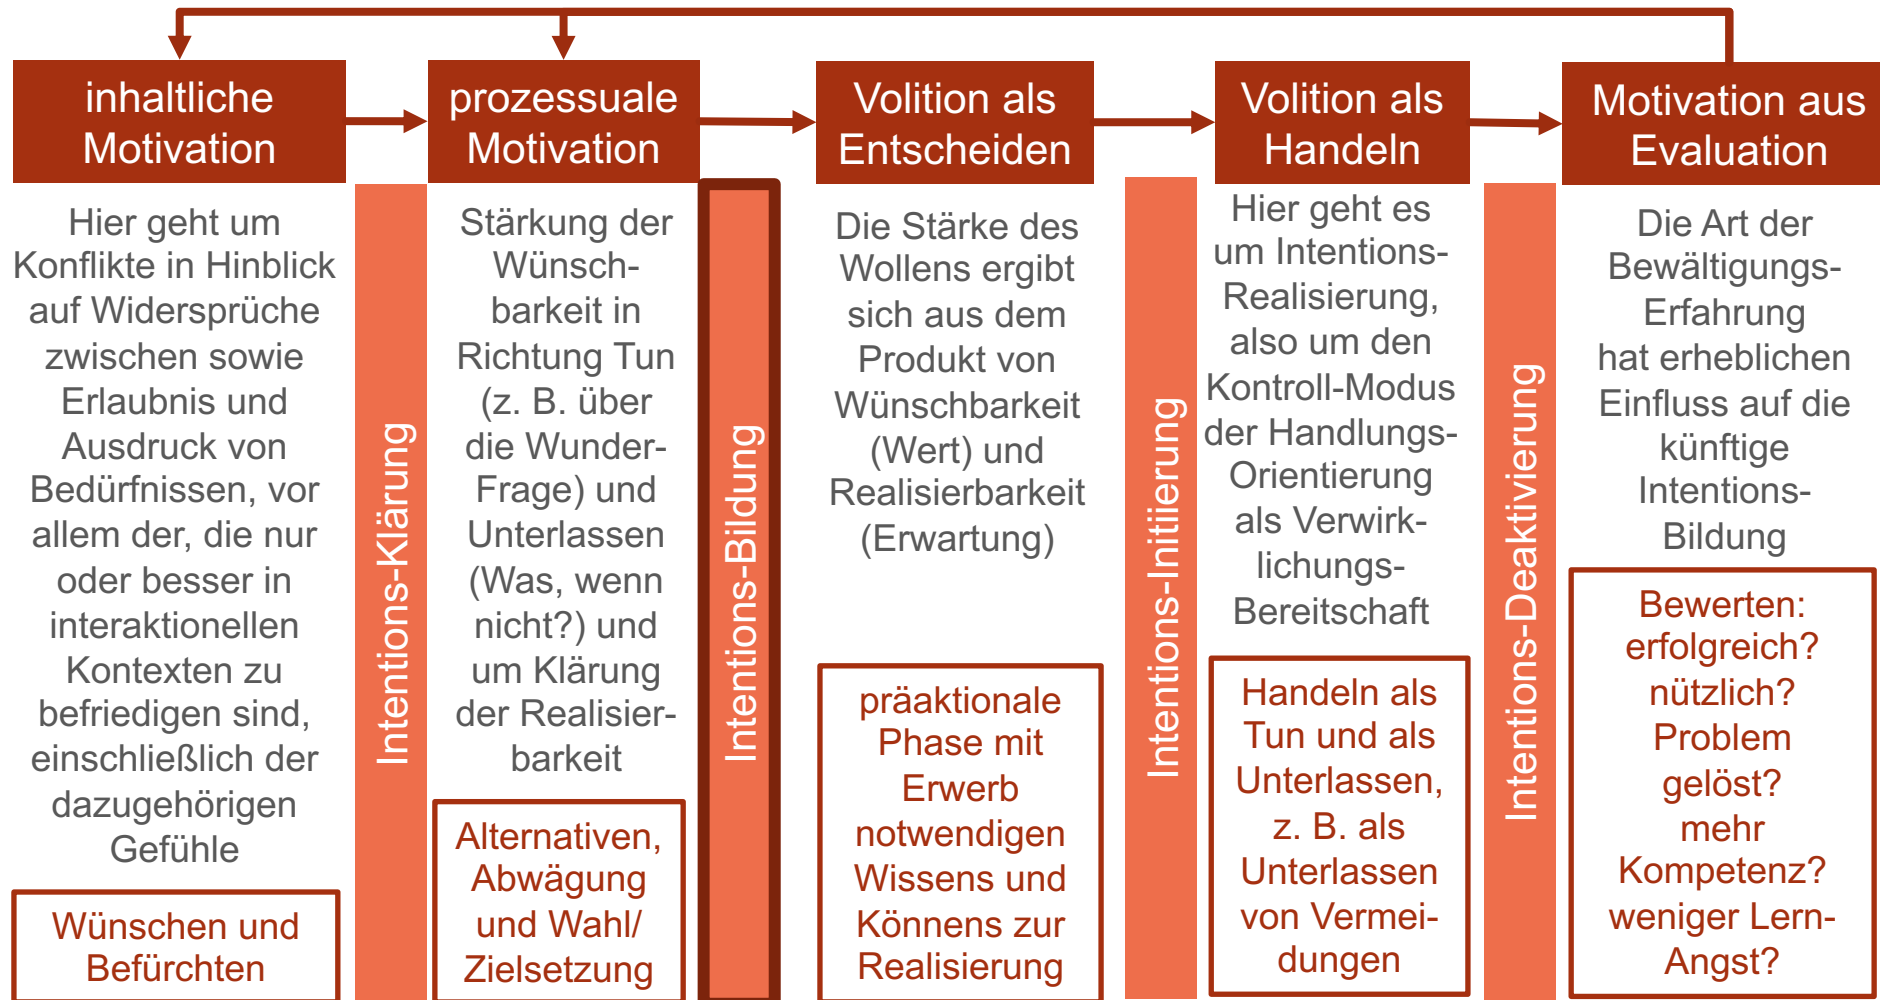 inhaltliche
Motivation
Hier geht um
Konflikte in Hinblick
auf Widersprüche
zwischen sowie
Erlaubnis und
Ausdruck von
Bedürfnissen, vor
allem der, die nur
oder besser in
interaktionellen
Kontexten zu
befriedigen sind,
einschließlich der
dazugehörigen
Gefühle
Wünschen und
Befürchten
Intentions-Klärung
prozessuale
Motivation
Stärkung der
Wünsch-
barkeit in
Richtung Tun
(z. B. über
die Wunder-
Frage) und
Unterlassen
(Was, wenn
nicht?) und
um Klärung
der Realisier-
barkeit
Alternativen,
Abwägung
und Wahl/
Zielsetzung
Intentions-Bildung
Volition als
Entscheiden
Die Stärke des
Wollens ergibt
sich aus dem
Produkt von
Wünschbarkeit
(Wert) und
Realisierbarkeit
(Erwartung)
präaktionale
Phase mit
Erwerb
notwendigen
Wissens und
Könnens zur
Realisierung
Intentions-Initiierung
Volition als
Handeln
Hier geht es
um Intentions-
Realisierung,
also um den
Kontroll-Modus
der Handlungs-
Orientierung
als Verwirk-
lichungs-
Bereitschaft
Handeln als
Tun und als
Unterlassen,
z. B. als
Unterlassen
von Vermei-
dungen
Intentions-Deaktivierung
Motivation aus
Evaluation
Die Art der
Bewältigungs-
Erfahrung
hat erheblichen
Einfluss auf die
künftige
Intentions-
Bildung
Bewerten:
erfolgreich?
nützlich?
Problem
gelöst?
mehr
Kompetenz?
weniger Lern-
Angst?